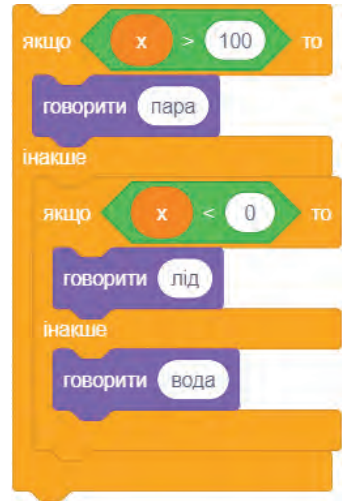 якщо x > 100 то
говорити пара
інакше
якщо x < 0 то
говорити лід
інакше
говорити вода